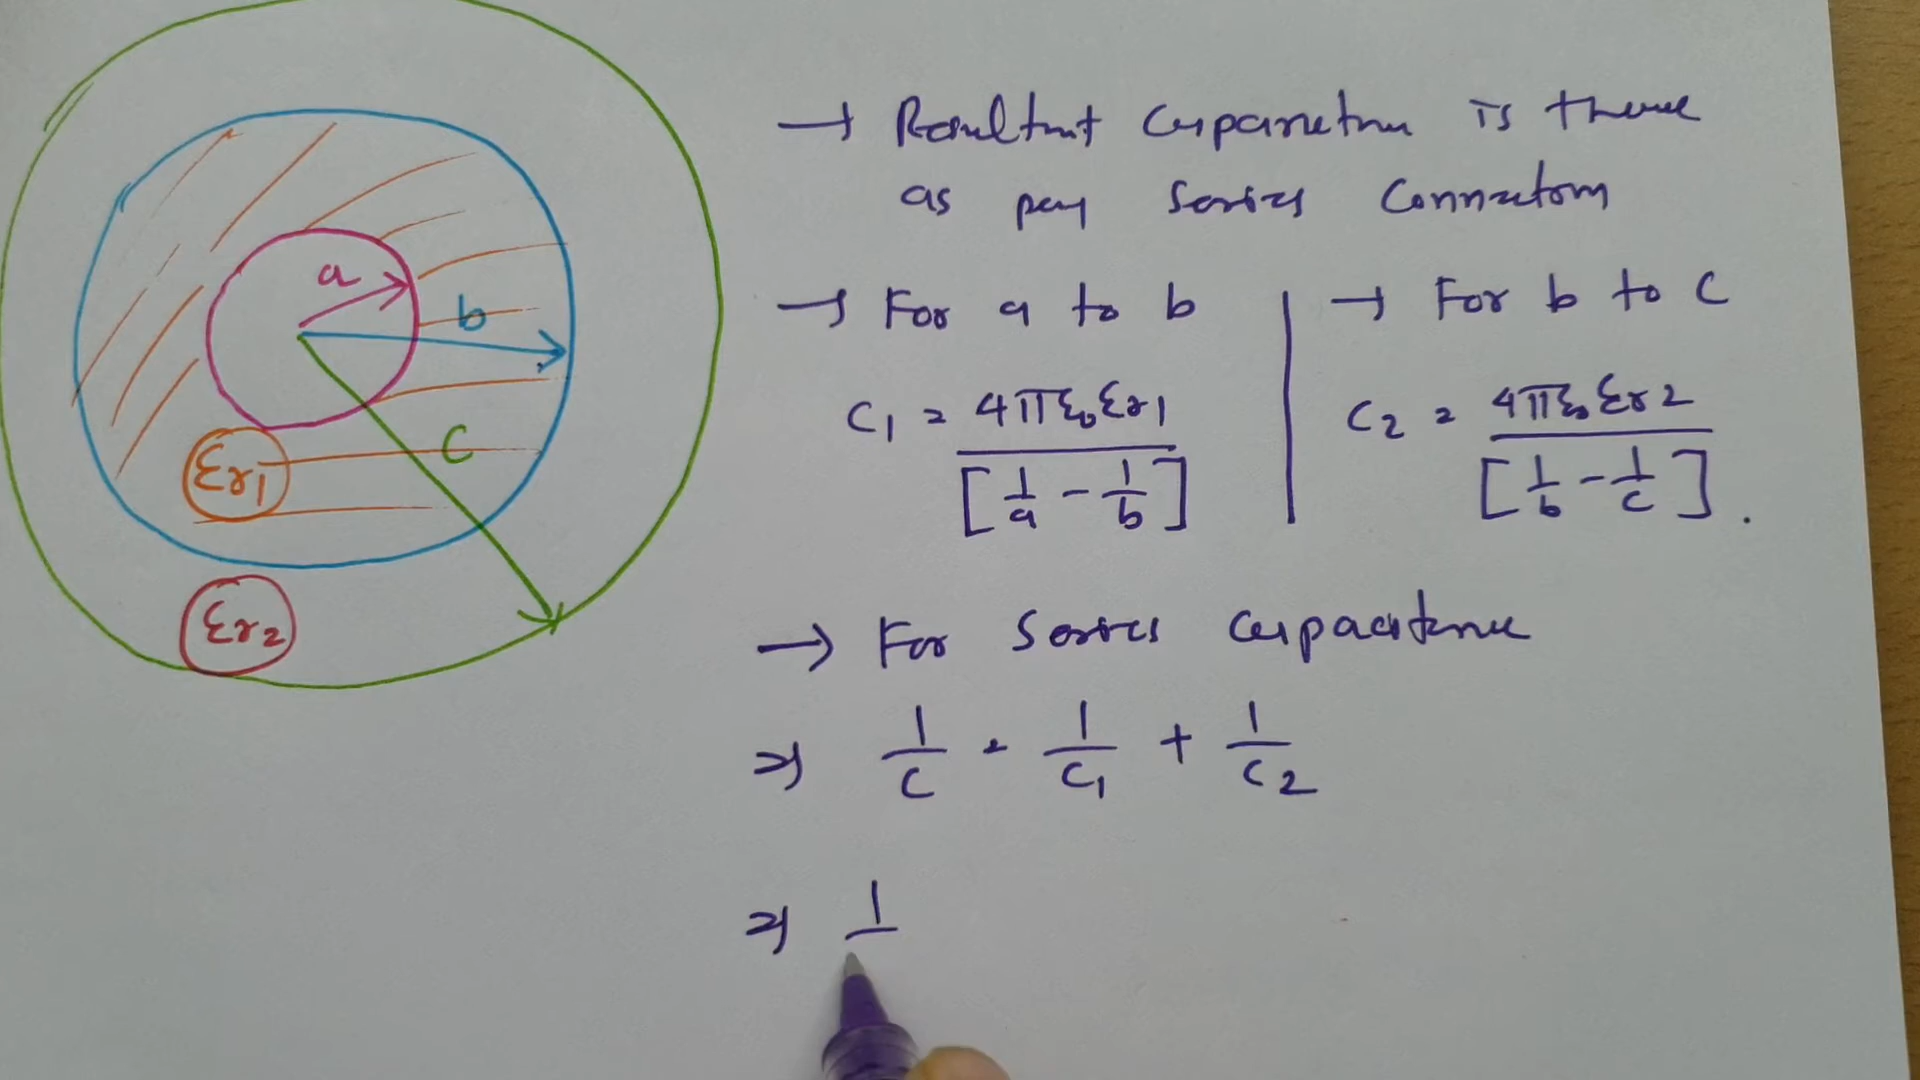 a
b
c
εr1
εr2
→ Resultant Capacitance is there
as per Series Connection
→ For a to b
C1 = 4πε0εr1 / [1/a - 1/b]
→ For b to c
C2 = 4πε0εr2 / [1/b - 1/c].
→ For Series Capacitance
⇒ 1/C = 1/C1 + 1/C2
⇒ 1